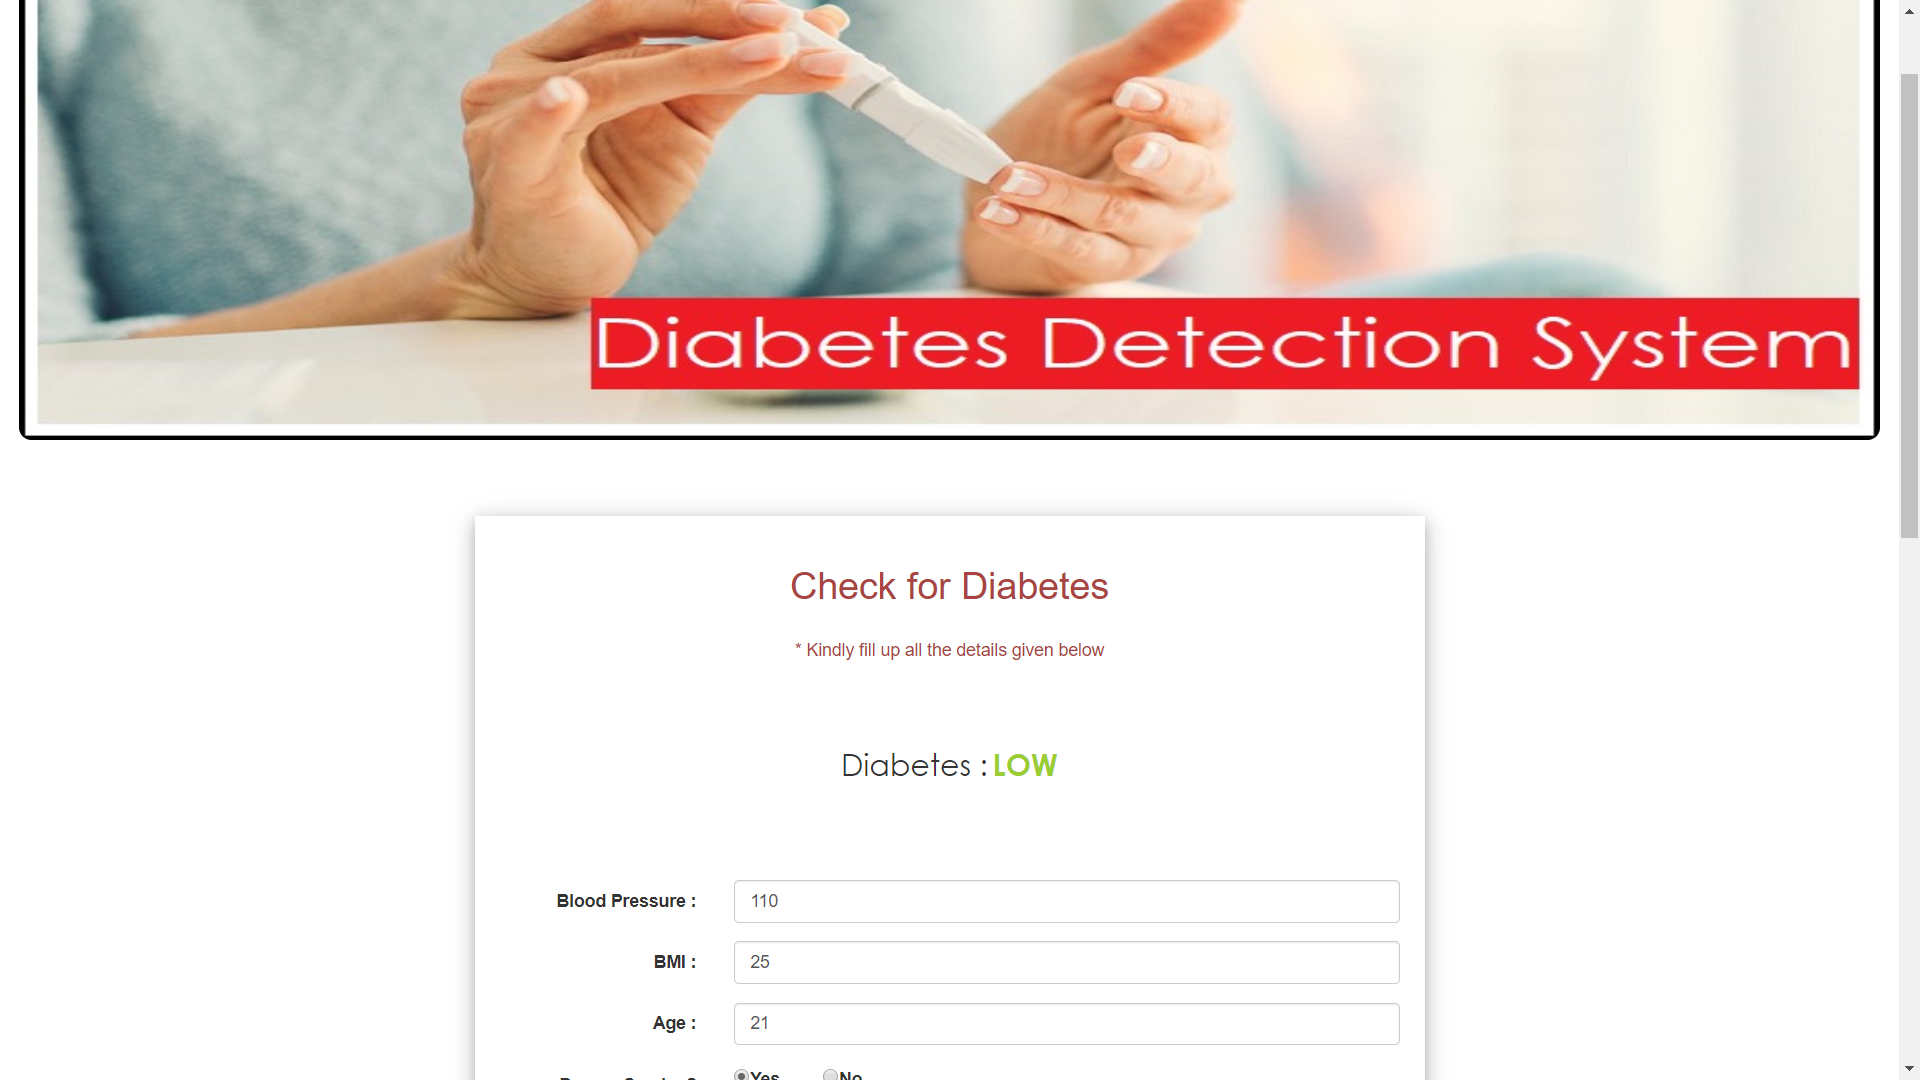 Diabetes Detection System
Check for Diabetes
* Kindly fill up all the details given below
Diabetes : LOW
Blood Pressure : 110
BMI : 25
Age : 21
Yes No